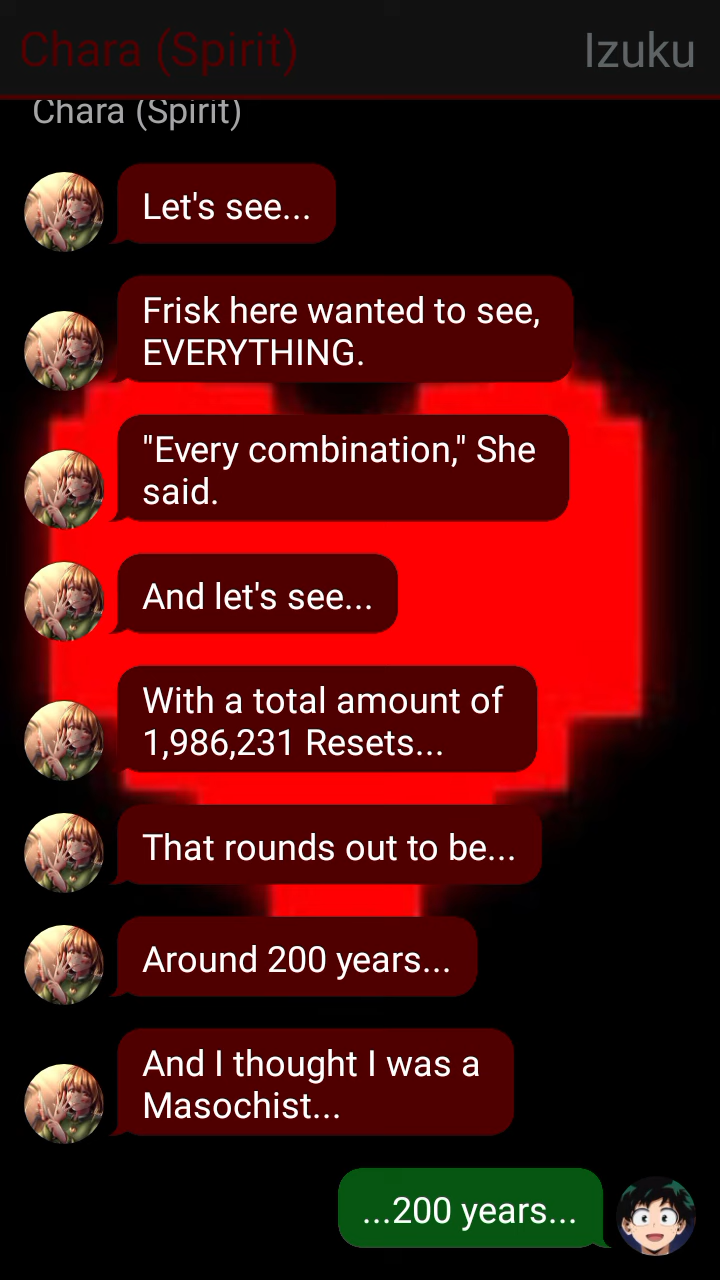 Chara (Spirit)
Izuku
Chara (Spirit)
Let's see...
Frisk here wanted to see,
EVERYTHING.
"Every combination," She
said.
And let's see...
With a total amount of
1,986,231 Resets...
That rounds out to be...
Around 200 years...
And I thought I was a
Masochist...
...200 years...